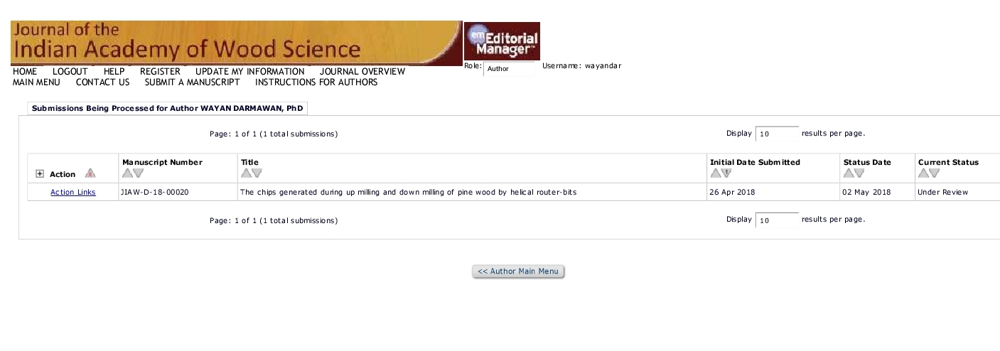 Journal of the
Indian Academy of Wood Science
em Editorial
Manager™
Role: Author Username: wayandar
HOME LOGOUT HELP REGISTER UPDATE MY INFORMATION JOURNAL OVERVIEW
MAIN MENU CONTACT US SUBMIT A MANUSCRIPT INSTRUCTIONS FOR AUTHORS
Submissions Being Processed for Author WAYAN DARMAWAN, PhD
Page: 1 of 1 (1 total submissions) Display 10 results per page.
Action Manuscript Number Title Initial Date Submitted Status Date Current Status
Action Links JIAW-D-18-00020 The chips generated during up milling and down milling of pine wood by helical router-bits 26 Apr 2018 02 May 2018 Under Review
Page: 1 of 1 (1 total submissions) Display 10 results per page.
<< Author Main Menu